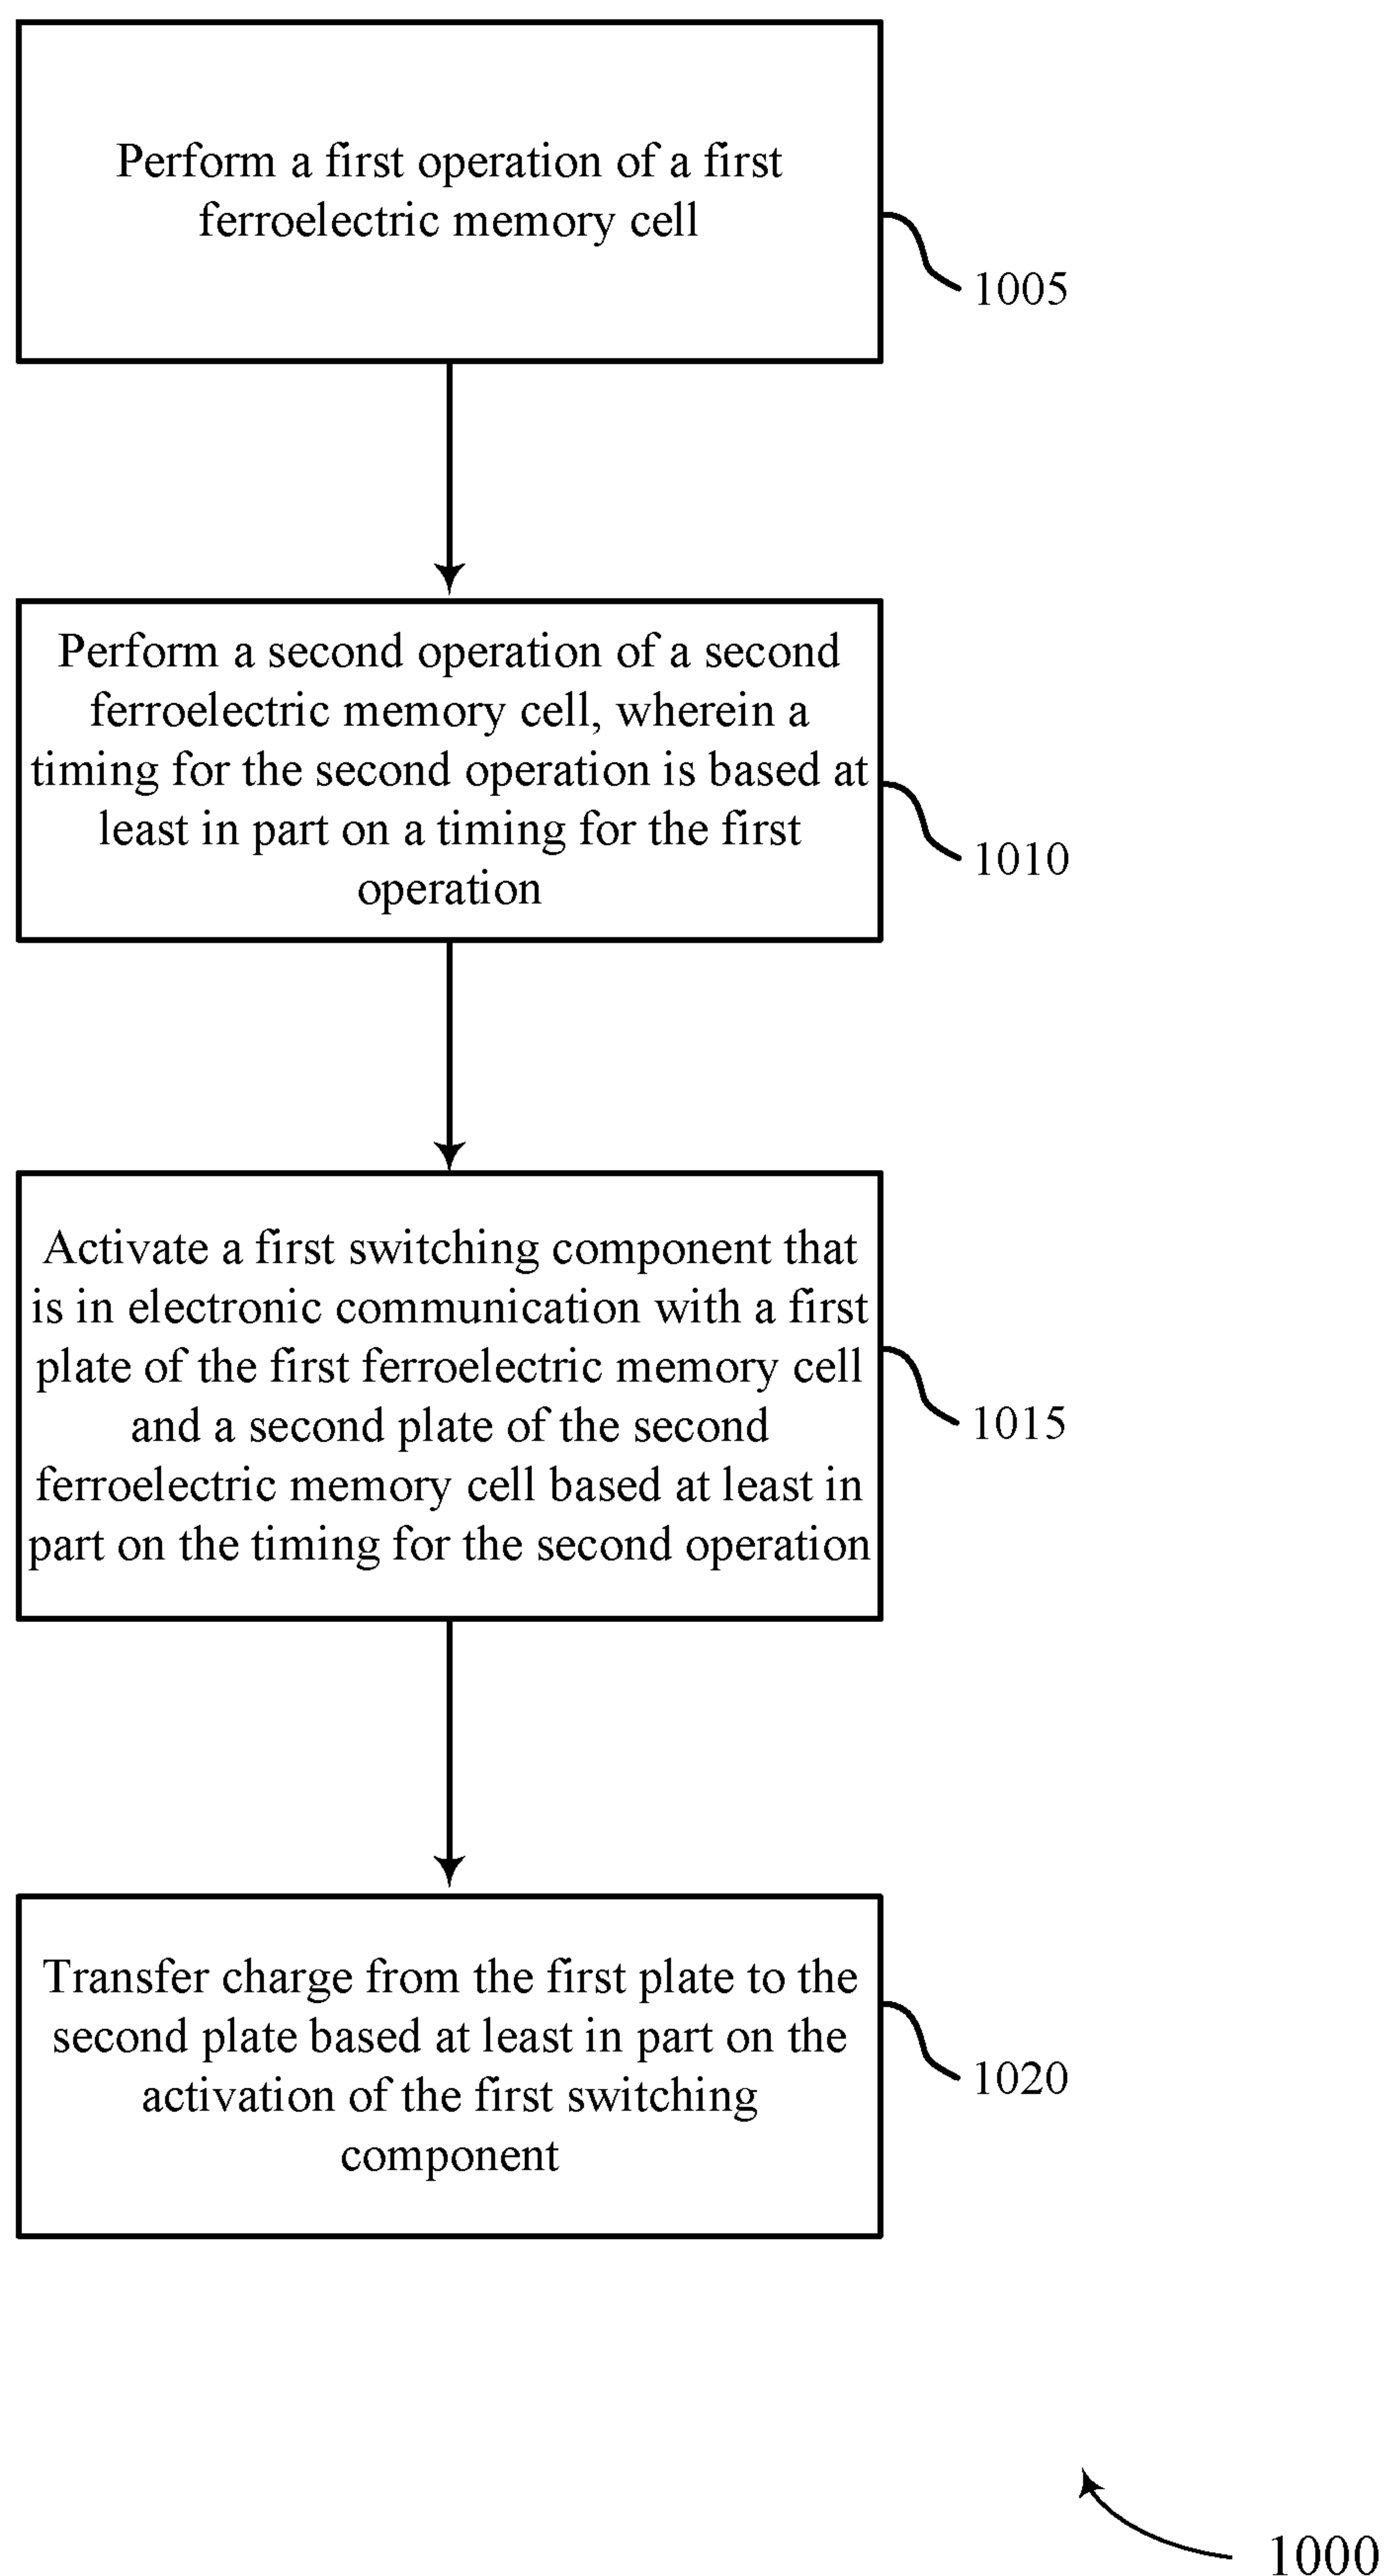 Perform a first operation of a first
ferroelectric memory cell
1005
Perform a second operation of a second
ferroelectric memory cell, wherein a
timing for the second operation is based at
least in part on a timing for the first
operation
1010
Activate a first switching component that
is in electronic communication with a first
plate of the first ferroelectric memory cell
and a second plate of the second
ferroelectric memory cell based at least in
part on the timing for the second operation
1015
Transfer charge from the first plate to the
second plate based at least in part on the
activation of the first switching
component
1020
1000